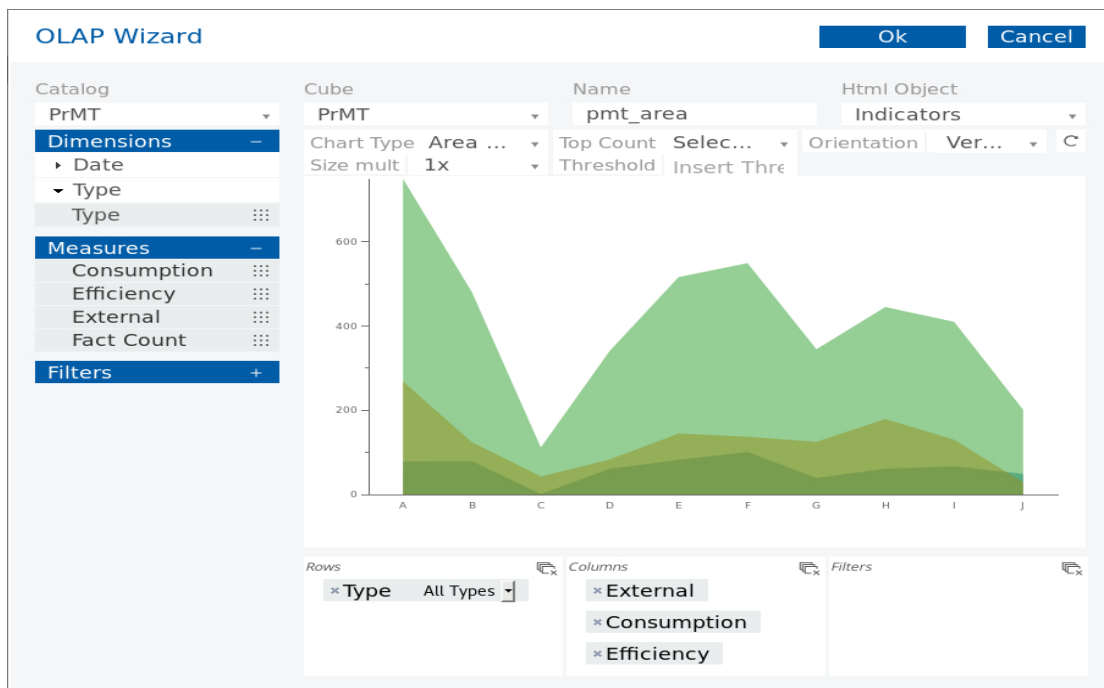 OLAP Wizard
Ok
Cancel
Catalog
Cube
Name
Html Object
PrMT
PrMT
pmt_area
Indicators
Dimensions
Date
Type
Type
Measures
Consumption
Efficiency
External
Fact Count
Filters
Chart Type Area ... Top Count Selec... Orientation Ver...
Size mult 1x Threshold Insert Thre
600
400
200
0
A B C D E F G H I J
Rows
Type All Types
Columns
External
Consumption
Efficiency
Filters